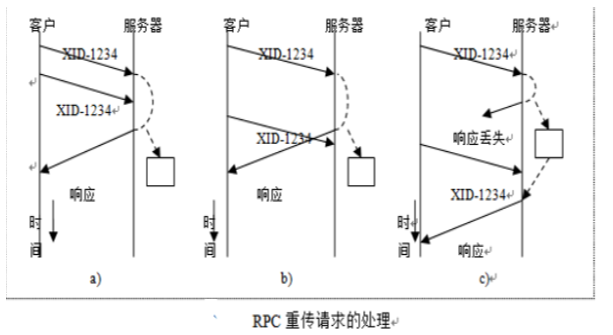 客户 服务器
XID-1234
XID-1234
响应
时间
a)
客户 服务器
XID-1234
XID-1234
响应
时间
b)
客户 服务器
XID-1234
响应丢失
XID-1234
响应
时间
c)
RPC 重传请求的处理